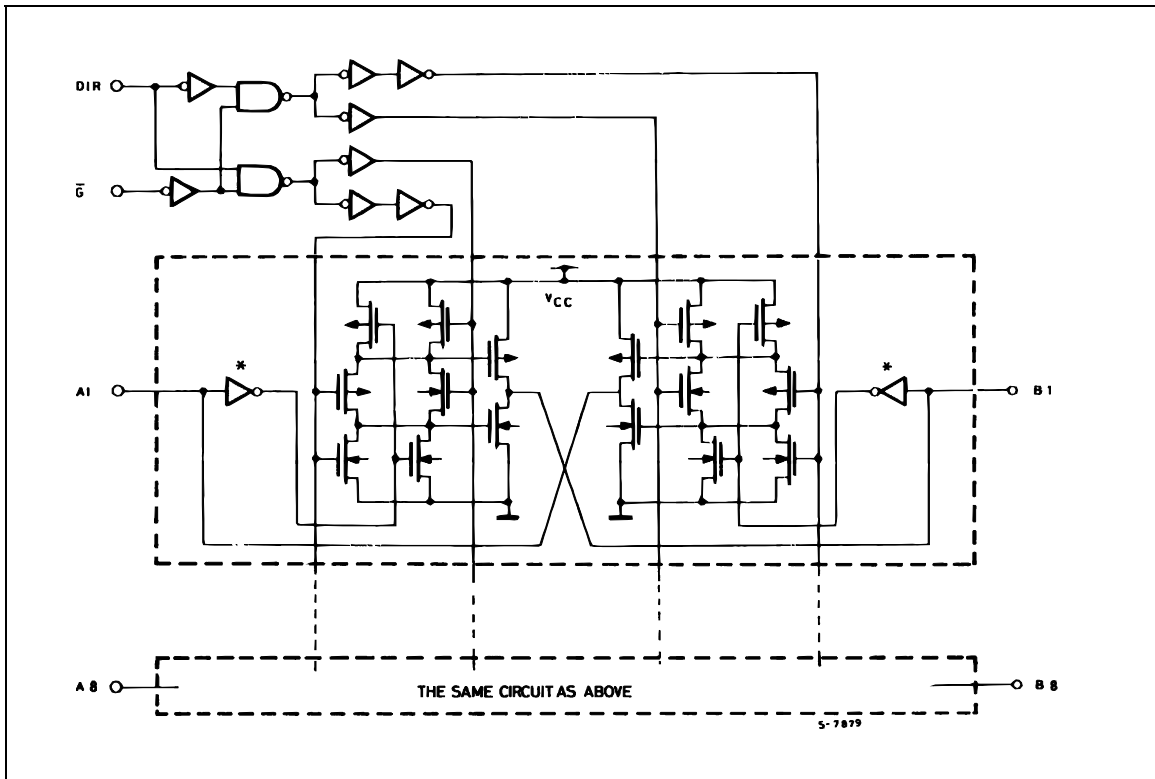 DIR
G̅
VCC
*
*
A1
B1
A8
THE SAME CIRCUIT AS ABOVE
B8
S-7879